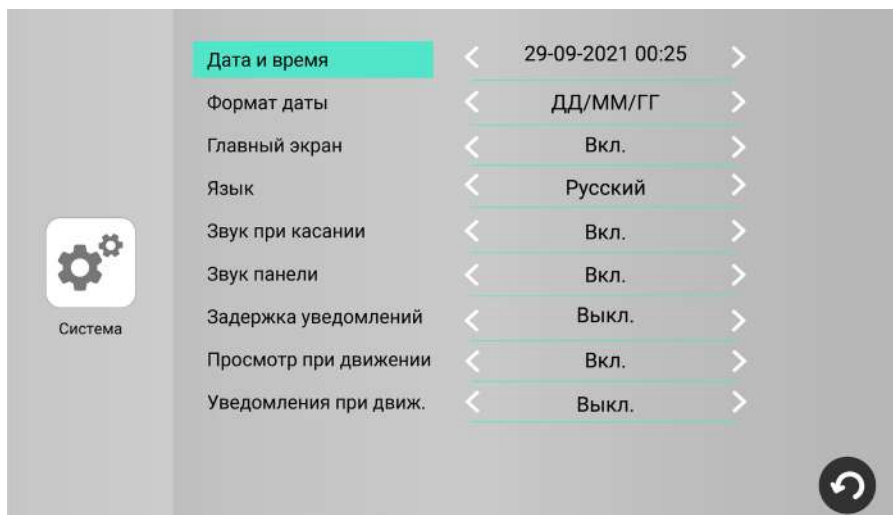 Дата и время 29-09-2021 00:25
Формат даты ДД/ММ/ГГ
Главный экран Вкл.
Язык Русский
Звук при касании Вкл.
Звук панели Вкл.
Задержка уведомлений Выкл.
Просмотр при движении Вкл.
Уведомления при движ. Выкл.
Система